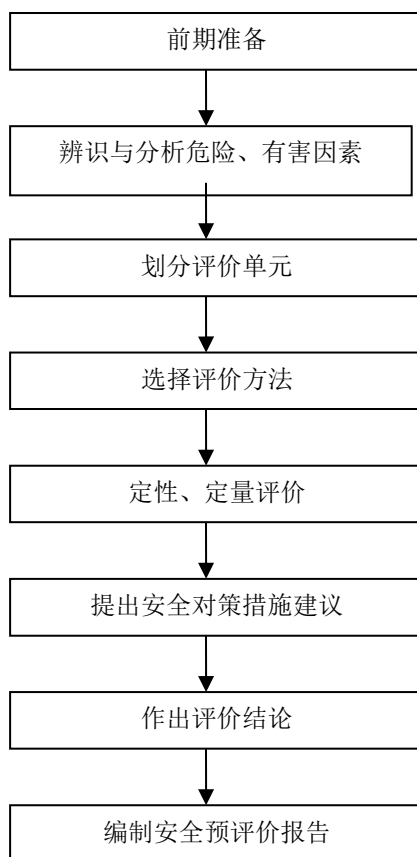 前期准备
辨识与分析危险、有害因素
划分评价单元
选择评价方法
定性、定量评价
提出安全对策措施建议
作出评价结论
编制安全预评价报告